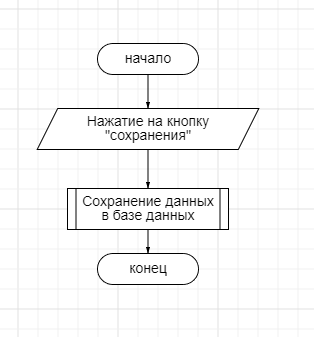 начало
Нажатие на кнопку
"сохранения"
Сохранение данных
в базе данных
конец